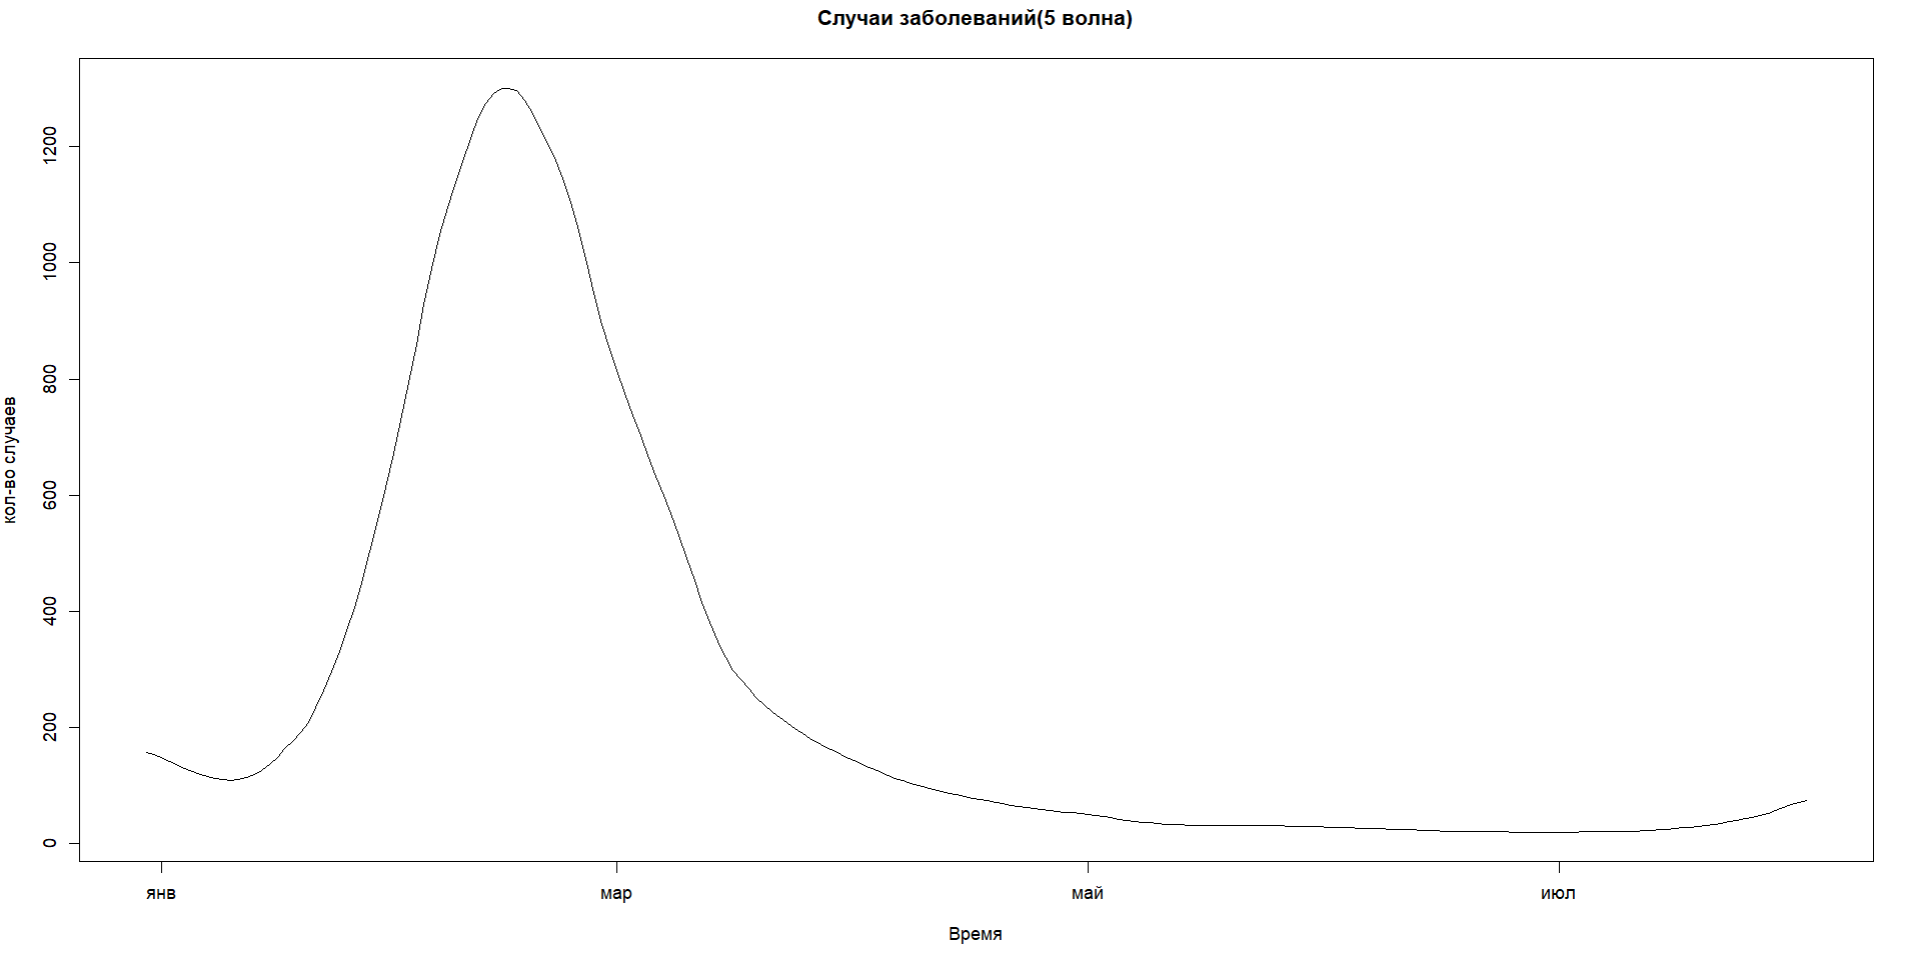 Случаи заболеваний(5 волна)
кол-во случаев
1200
1000
800
600
400
200
0
янв
мар
май
июл
Время